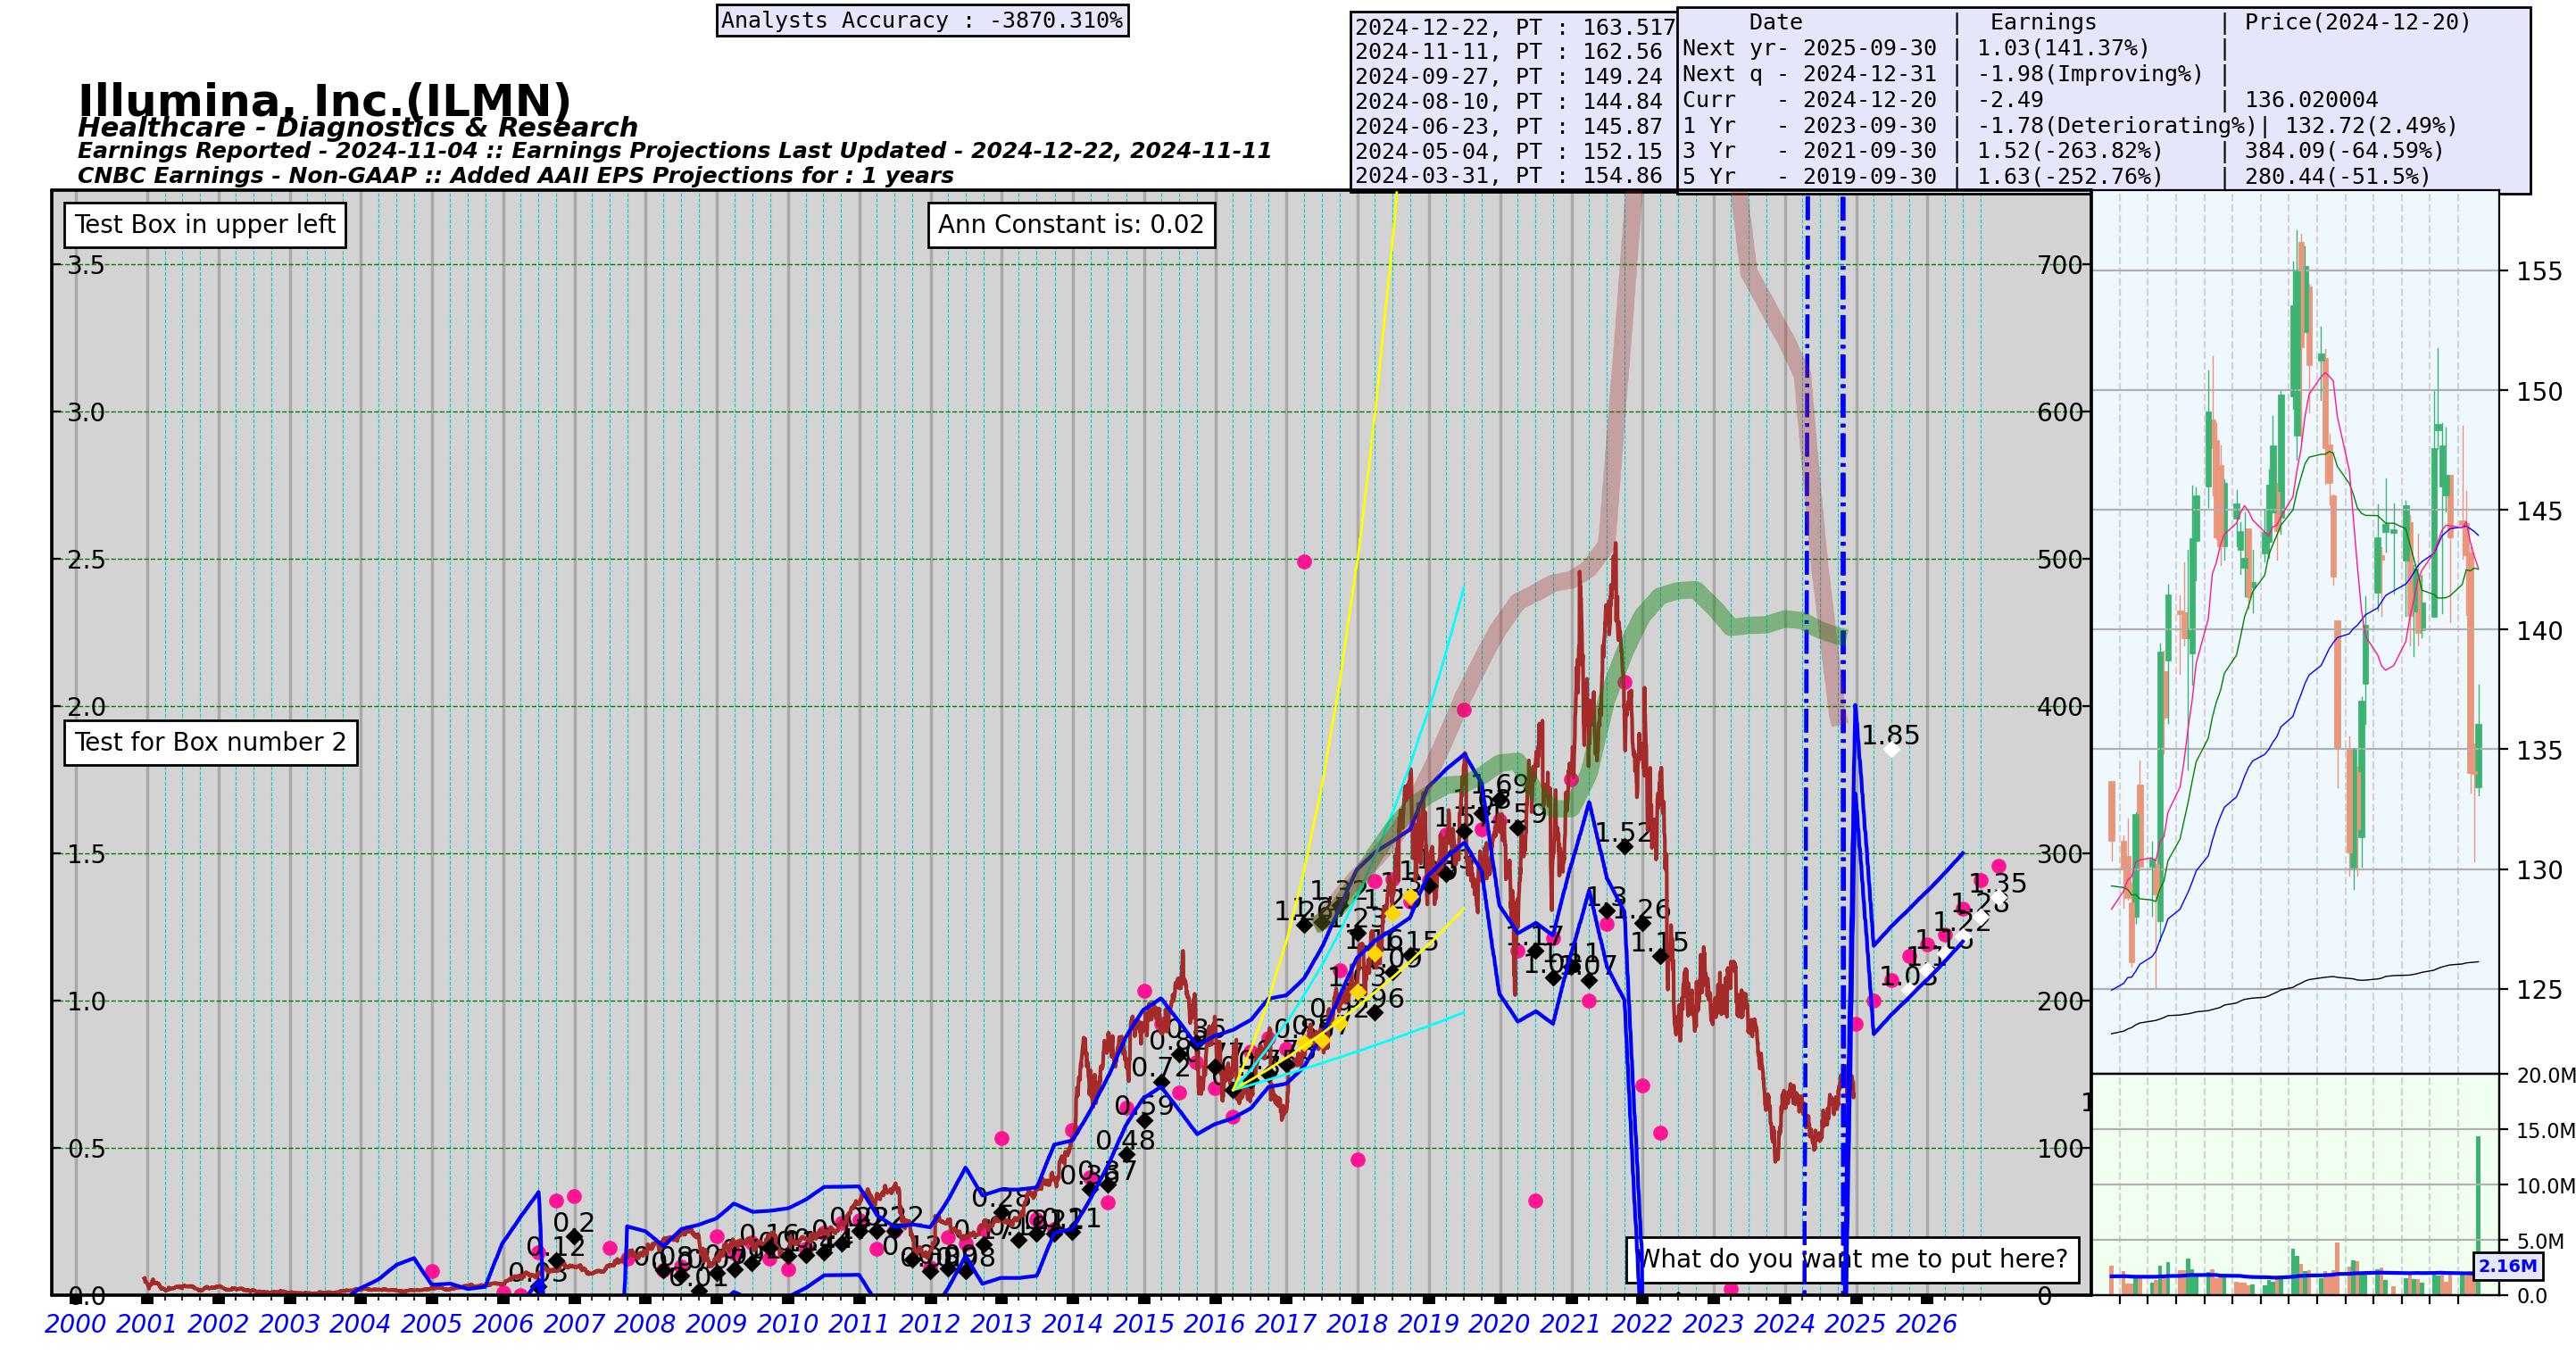 Analysts Accuracy : -3870.310%
2024-12-22, PT : 163.517
2024-11-11, PT : 162.56
2024-09-27, PT : 149.24
2024-08-10, PT : 144.84
2024-06-23, PT : 145.87
2024-05-04, PT : 152.15
2024-03-31, PT : 154.86
Date | Earnings | Price(2024-12-20)
Next yr- 2025-09-30 | 1.03(141.37%) |
Next q - 2024-12-31 | -1.98(Improving%) |
Curr - 2024-12-20 | -2.49 | 136.020004
1 Yr - 2023-09-30 | -1.78(Deteriorating%)| 132.72(2.49%)
3 Yr - 2021-09-30 | 1.52(-263.82%) | 384.09(-64.59%)
5 Yr - 2019-09-30 | 1.63(-252.76%) | 280.44(-51.5%)
Illumina, Inc.(ILMN)
Healthcare - Diagnostics & Research
Earnings Reported - 2024-11-04 :: Earnings Projections Last Updated - 2024-12-22, 2024-11-11
CNBC Earnings - Non-GAAP :: Added AAII EPS Projections for : 1 years
Test Box in upper left
Ann Constant is: 0.02
3.5
3.0
2.5
2.0
Test for Box number 2
1.5
1.0
0.5
0.0
700
600
500
400
300
200
100
0
155
150
145
140
135
130
125
20.0M
15.0M
10.0M
5.0M
2.16M
0.0
1.85
1.35
1.28
1.22
1.03
1.52
1.3
1.26
1.15
0.96
0.72
0.59
0.48
0.2
0.12
0.03
0.01
0.28
What do you want me to put here?
2000 2001 2002 2003 2004 2005 2006 2007 2008 2009 2010 2011 2012 2013 2014 2015 2016 2017 2018 2019 2020 2021 2022 2023 2024 2025 2026